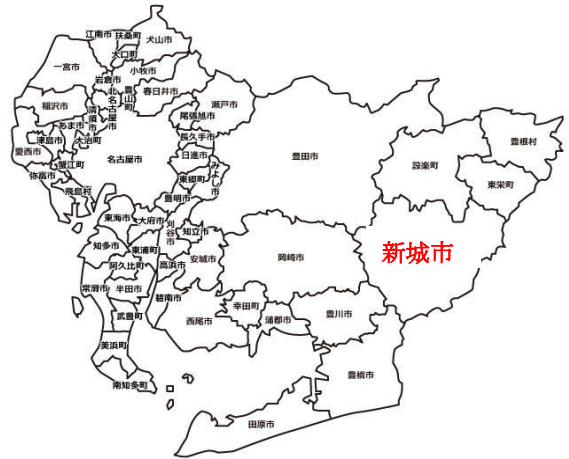 江南市
扶桑町
犬山市
大口町
一宮市
小牧市
岩倉市
稲沢市
北名古屋市
豊山町
春日井市
瀬戸市
清須市
尾張旭市
あま市
津島市
大治町
長久手市
愛西市
蟹江町
名古屋市
日進市
みよし市
弥富市
東郷町
飛島村
豊明市
豊田市
設楽町
豊根村
東栄町
東海市
大府市
刈谷市
知立市
知多市
東浦町
安城市
岡崎市
新城市
阿久比町
高浜市
常滑市
半田市
碧南市
武豊町
西尾市
幸田町
蒲郡市
豊川市
美浜町
南知多町
豊橋市
田原市